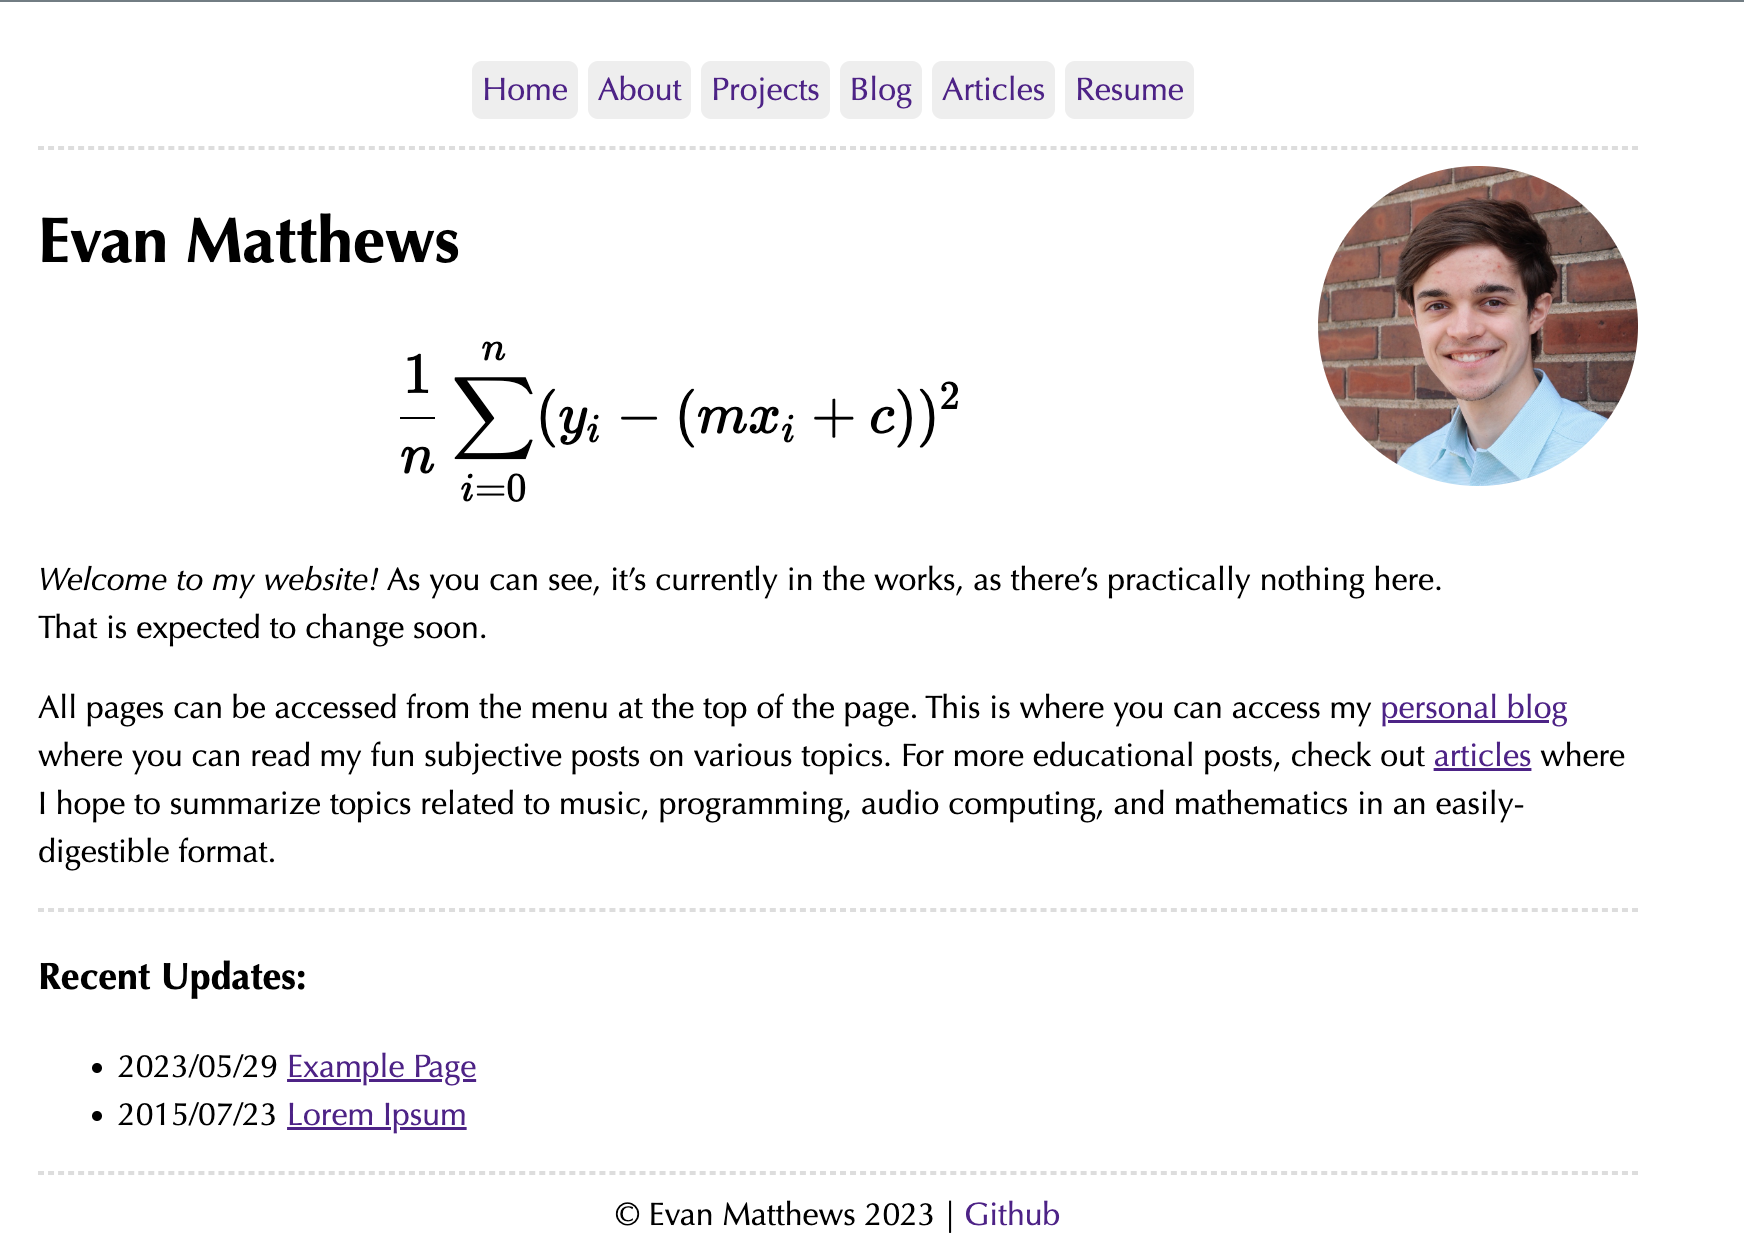 Home About Projects Blog Articles Resume
Evan Matthews
\frac{1}{n} \sum_{i=0}^{n} (y_i - (mx_i + c))^2
Welcome to my website! As you can see, it’s currently in the works, as there’s practically nothing here.
That is expected to change soon.
All pages can be accessed from the menu at the top of the page. This is where you can access my personal blog
where you can read my fun subjective posts on various topics. For more educational posts, check out articles where
I hope to summarize topics related to music, programming, audio computing, and mathematics in an easily-
digestible format.
Recent Updates:
• 2023/05/29 Example Page
• 2015/07/23 Lorem Ipsum
© Evan Matthews 2023 | Github